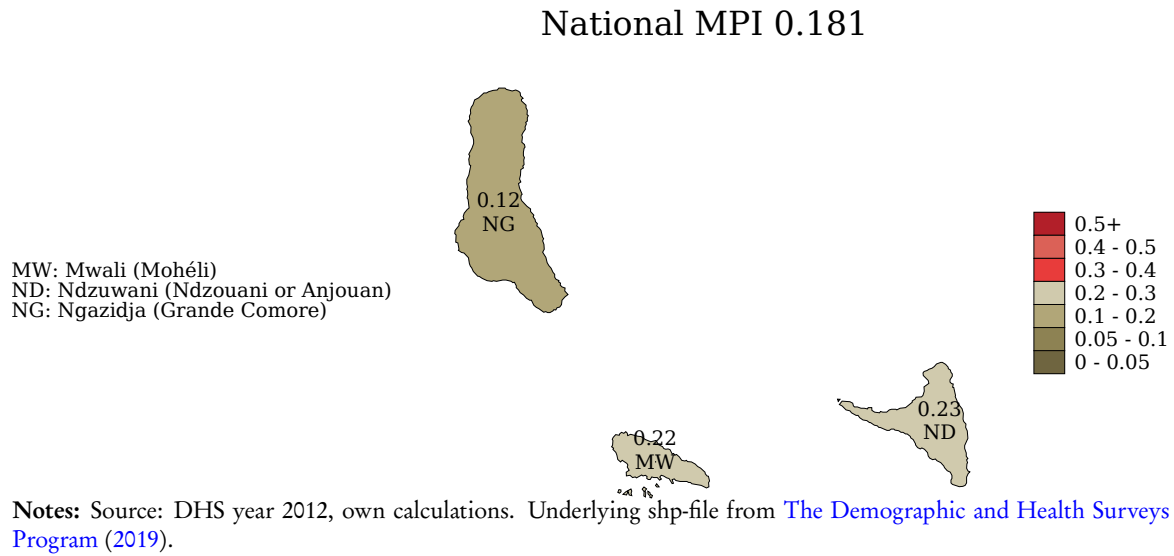 National MPI 0.181
0.12
NG
MW: Mwali (Mohéli)
ND: Ndzuwani (Ndzouani or Anjouan)
NG: Ngazidja (Grande Comore)
0.5+
0.4 - 0.5
0.3 - 0.4
0.2 - 0.3
0.1 - 0.2
0.05 - 0.1
0 - 0.05
0.23
ND
0.22
MW
Notes: Source: DHS year 2012, own calculations. Underlying shp-file from The Demographic and Health Surveys
Program (2019).